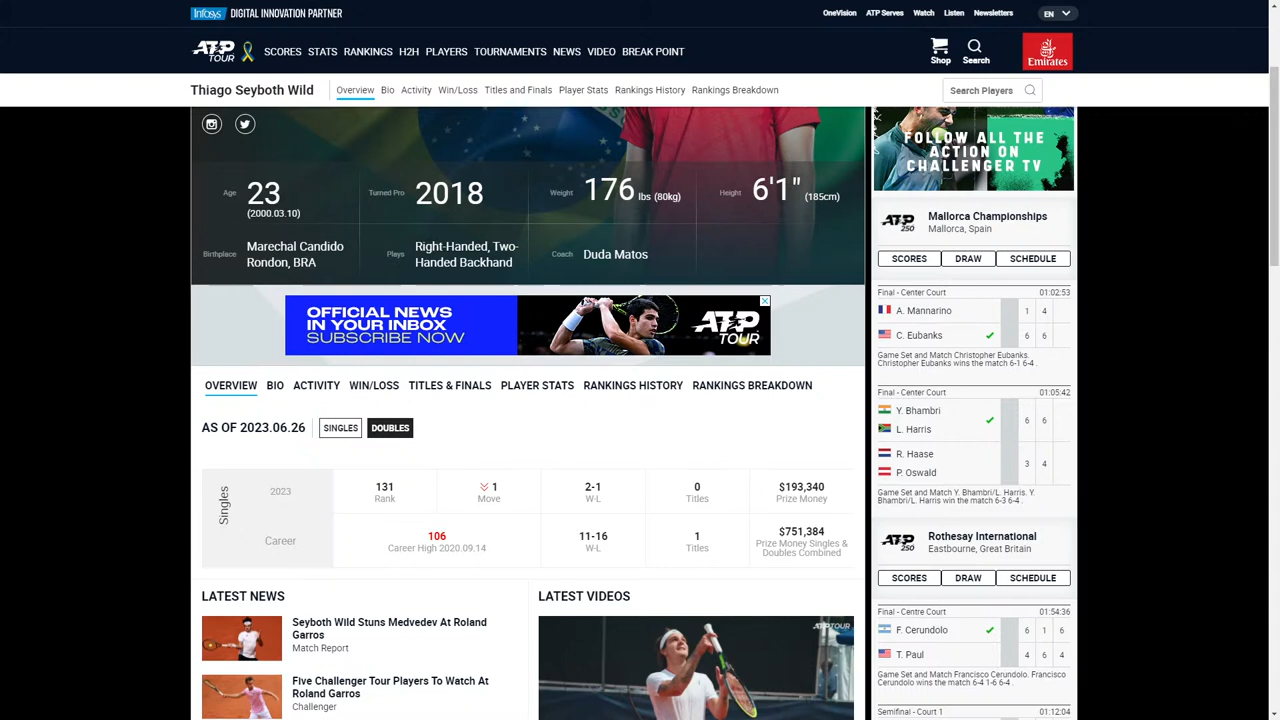 Infosys DIGITAL INNOVATION PARTNER
OneVision ATP Serves Watch Listen Newsletters EN
ATP TOUR SCORES STATS RANKINGS H2H PLAYERS TOURNAMENTS NEWS VIDEO BREAK POINT Shop Search Emirates
Thiago Seyboth Wild Overview Bio Activity Win/Loss Titles and Finals Player Stats Rankings History Rankings Breakdown Search Players
Age 23 (2000.03.10)
Turned Pro 2018
Weight 176 lbs (80kg)
Height 6'1" (185cm)
Birthplace Marechal Candido Rondon, BRA
Plays Right-Handed, Two-Handed Backhand
Coach Duda Matos
OFFICIAL NEWS
IN YOUR INBOX
SUBSCRIBE NOW
ATP TOUR
OVERVIEW BIO ACTIVITY WIN/LOSS TITLES & FINALS PLAYER STATS RANKINGS HISTORY RANKINGS BREAKDOWN
AS OF 2023.06.26 SINGLES DOUBLES
Singles
2023 131 1 2-1 0 $193,340
Rank Move W-L Titles Prize Money
Career 106 11-16 1 $751,384
Career High 2020.09.14 W-L Titles Prize Money Singles & Doubles Combined
LATEST NEWS
Seyboth Wild Stuns Medvedev At Roland
Garros
Match Report
Five Challenger Tour Players To Watch At
Roland Garros
Challenger
LATEST VIDEOS
ATPTOUR
FOLLOW ALL THE
ACTION ON
CHALLENGER TV
ATP 250
Mallorca Championships
Mallorca, Spain
SCORES DRAW SCHEDULE
Final - Center Court 01:02:53
A. Mannarino 1 4
C. Eubanks 6 6
Game Set and Match Christopher Eubanks.
Christopher Eubanks wins the match 6-1 6-4 .
Final - Center Court 01:05:42
Y. Bhambri
L. Harris 6 6
R. Haase
P. Oswald 3 4
Game Set and Match Y. Bhambri/L. Harris. Y.
Bhambri/L. Harris win the match 6-3 6-4 .
ATP 250
Rothesay International
Eastbourne, Great Britain
SCORES DRAW SCHEDULE
Final - Centre Court 01:54:36
F. Cerundolo 6 1 6
T. Paul 4 6 4
Game Set and Match Francisco Cerundolo. Francisco
Cerundolo wins the match 6-4 1-6 6-4 .
Semifinal - Court 1 01:12:04